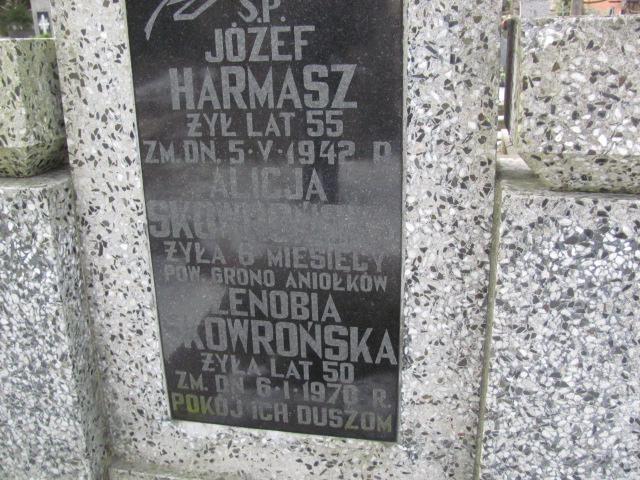 Ś.P.
JÓZEF
HARMASZ
ŻYŁ LAT 55
ZM. DN. 5·V·1942 R.
ALICJA
SKOWROŃSKA
ŻYŁA 6 MIESIĘCY
POW. GRONO ANIOŁKÓW
ZENOBIA
SKOWROŃSKA
ŻYŁA LAT 50
ZM. DN 6·I·1970 R.
POKÓJ ICH DUSZOM